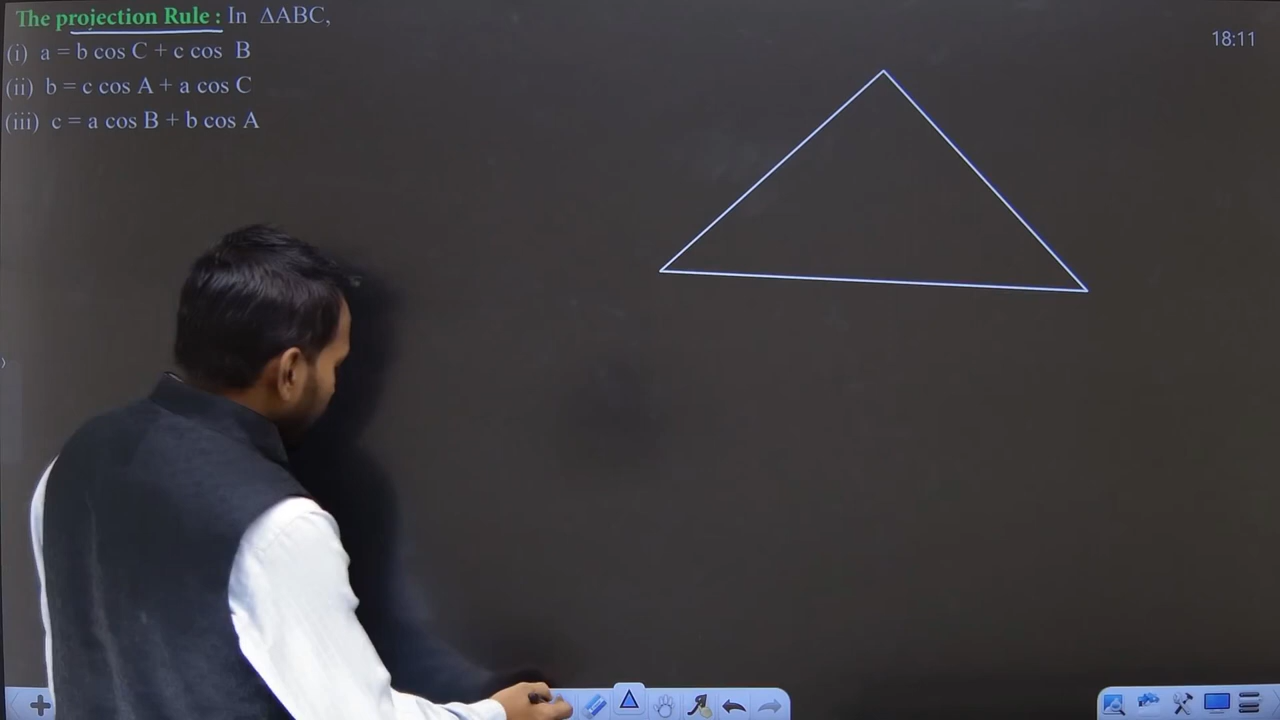 The projection Rule : In ΔABC,
(i) a = b cos C + c cos B
(ii) b = c cos A + a cos C
(iii) c = a cos B + b cos A
18:11